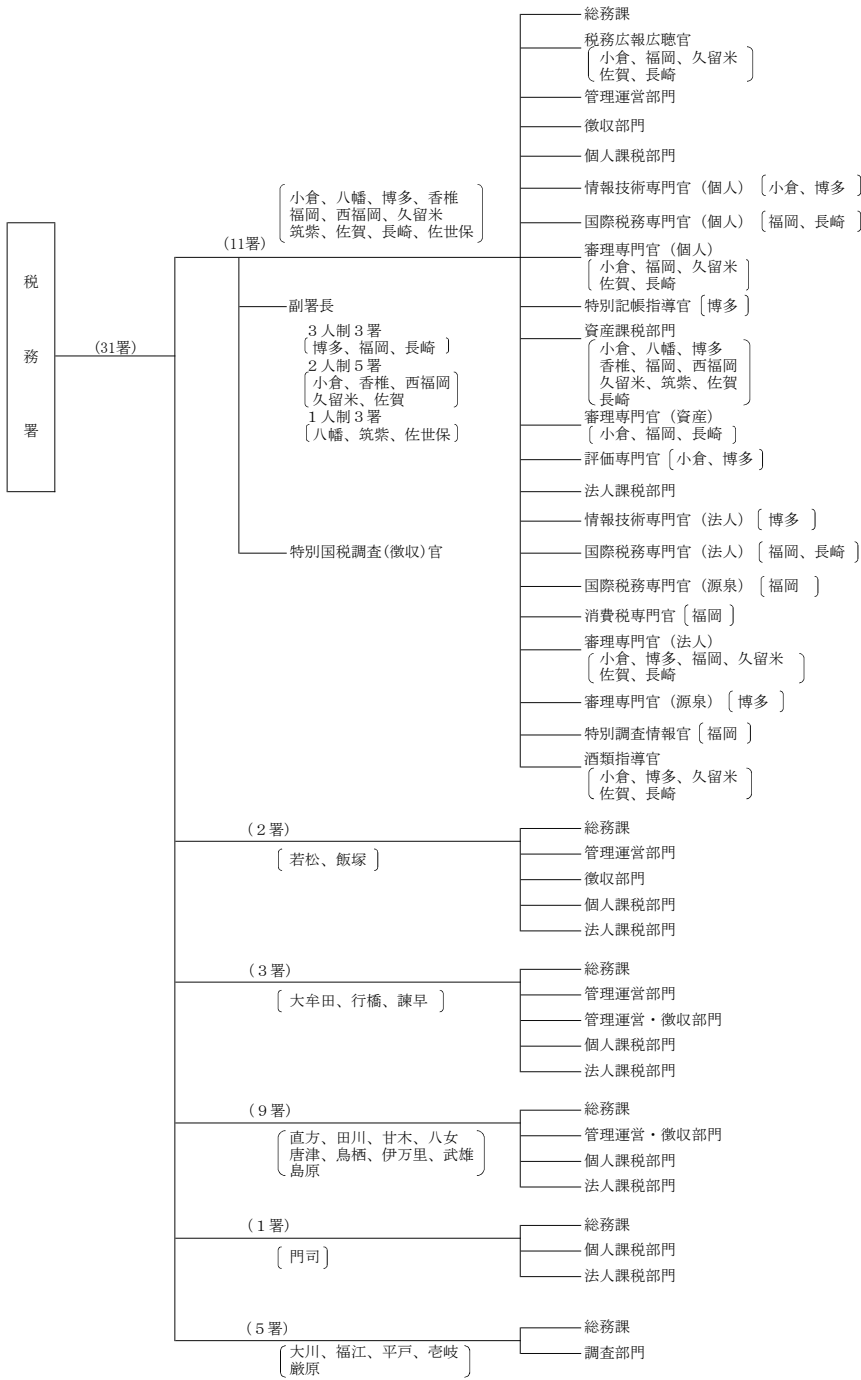 税務署
(31署)
小倉、八幡、博多、香椎
福岡、西福岡、久留米
筑紫、佐賀、長崎、佐世保
(11署)
副署長
３人制３署
博多、福岡、長崎
２人制５署
小倉、香椎、西福岡
久留米、佐賀
１人制３署
八幡、筑紫、佐世保
特別国税調査(徴収)官
総務課
税務広報広聴官
小倉、福岡、久留米
佐賀、長崎
管理運営部門
徴収部門
個人課税部門
情報技術専門官（個人）〔小倉、博多〕
国際税務専門官（個人）〔福岡、長崎〕
審理専門官（個人）
小倉、福岡、久留米
佐賀、長崎
特別記帳指導官〔博多〕
資産課税部門
小倉、八幡、博多
香椎、福岡、西福岡
久留米、筑紫、佐賀
長崎
審理専門官（資産）
〔小倉、福岡、長崎〕
評価専門官〔小倉、博多〕
法人課税部門
情報技術専門官（法人）〔博多〕
国際税務専門官（法人）〔福岡、長崎〕
国際税務専門官（源泉）〔福岡〕
消費税専門官〔福岡〕
審理専門官（法人）
小倉、博多、福岡、久留米
佐賀、長崎
審理専門官（源泉）〔博多〕
特別調査情報官〔福岡〕
酒類指導官
小倉、博多、久留米
佐賀、長崎
(２署)
〔若松、飯塚〕
総務課
管理運営部門
徴収部門
個人課税部門
法人課税部門
(３署)
〔大牟田、行橋、諫早〕
総務課
管理運営部門
管理運営・徴収部門
個人課税部門
法人課税部門
(９署)
直方、田川、甘木、八女
唐津、鳥栖、伊万里、武雄
島原
総務課
管理運営・徴収部門
個人課税部門
法人課税部門
(１署)
〔門司〕
総務課
個人課税部門
法人課税部門
(５署)
大川、福江、平戸、壱岐
厳原
総務課
調査部門